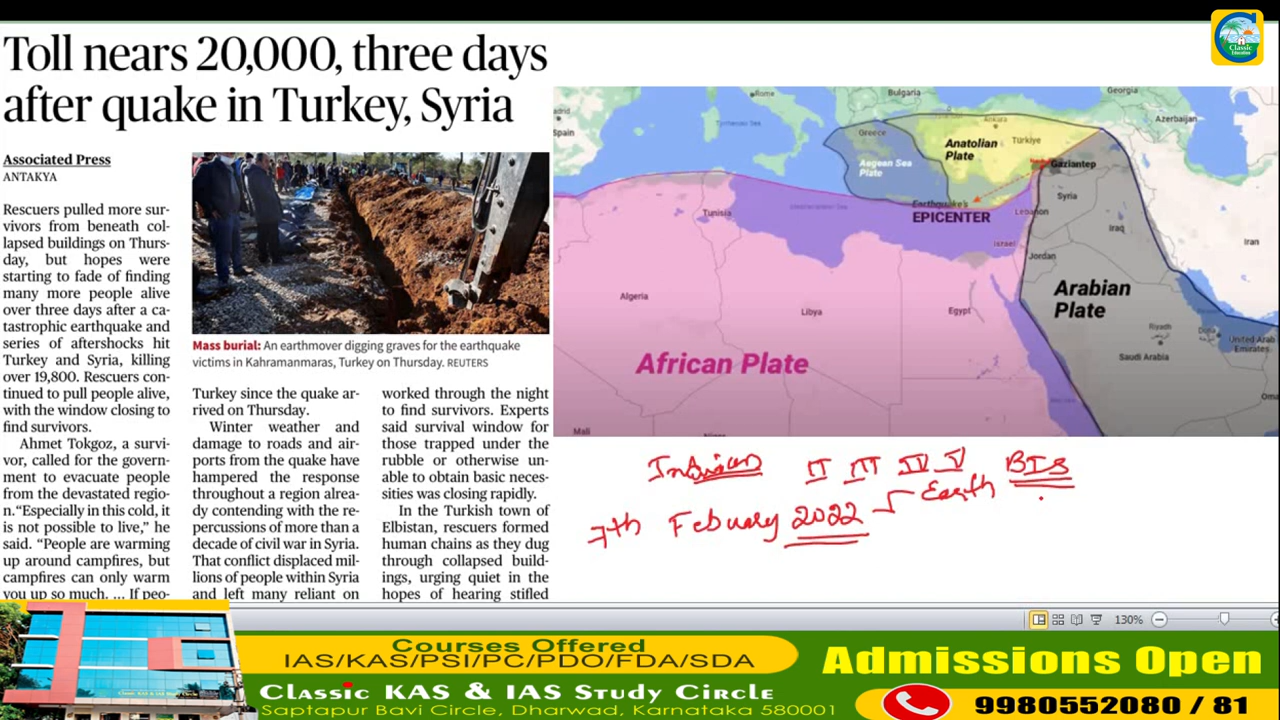 Classic
Education
Toll nears 20,000, three days
after quake in Turkey, Syria
Associated Press
ANTAKYA
Rescuers pulled more sur-
vivors from beneath col-
lapsed buildings on Thurs-
day, but hopes were
starting to fade of finding
many more people alive
over three days after a ca-
tastrophic earthquake and
series of aftershocks hit
Turkey and Syria, killing
over 19,800. Rescuers con-
tinued to pull people alive,
with the window closing to
find survivors.
Ahmet Tokgoz, a survi-
vor, called for the govern-
ment to evacuate people
from the devastated regio-
n."Especially in this cold, it
is not possible to live," he
said. "People are warming
up around campfires, but
campfires can only warm
you up so much. ... If peo-
Mass burial: An earthmover digging graves for the earthquake
victims in Kahramanmaras, Turkey on Thursday. REUTERS
Turkey since the quake ar-
rived on Thursday.
Winter weather and
damage to roads and air-
ports from the quake have
hampered the response
throughout a region alrea-
dy contending with the re-
percussions of more than a
decade of civil war in Syria.
That conflict displaced mil-
lions of people within Syria
and left many reliant on
worked through the night
to find survivors. Experts
said survival window for
those trapped under the
rubble or otherwise un-
able to obtain basic neces-
sities was closing rapidly.
In the Turkish town of
Elbistan, rescuers formed
human chains as they dug
through collapsed build-
ings, urging quiet in the
hopes of hearing stifled
Rome
Bulgaria
Georgia
Spain
Tyrrhenian Sea
Ankara
Azerbaijan
Greece
Anatolian
Plate
Türkiye
Aegean Sea
Plate
Gaziantep
Syria
Earthquake's
EPICENTER
Tunisia
Lebanon
Iraq
Iran
Israel
Jordan
Algeria
Libya
Egypt
Arabian
Plate
Riyadh
Saudi Arabia
United Arab
Emirates
African Plate
Mali
II III IV V BIS
7th Febuary 2022 Earth
130%
Courses Offered
IAS/KAS/PSI/PC/PDO/FDA/SDA
Classic KAS & IAS Study Circle
Saptapur Bavi Circle, Dharwad, Karnataka 580001
Admissions Open
9980552080 / 81